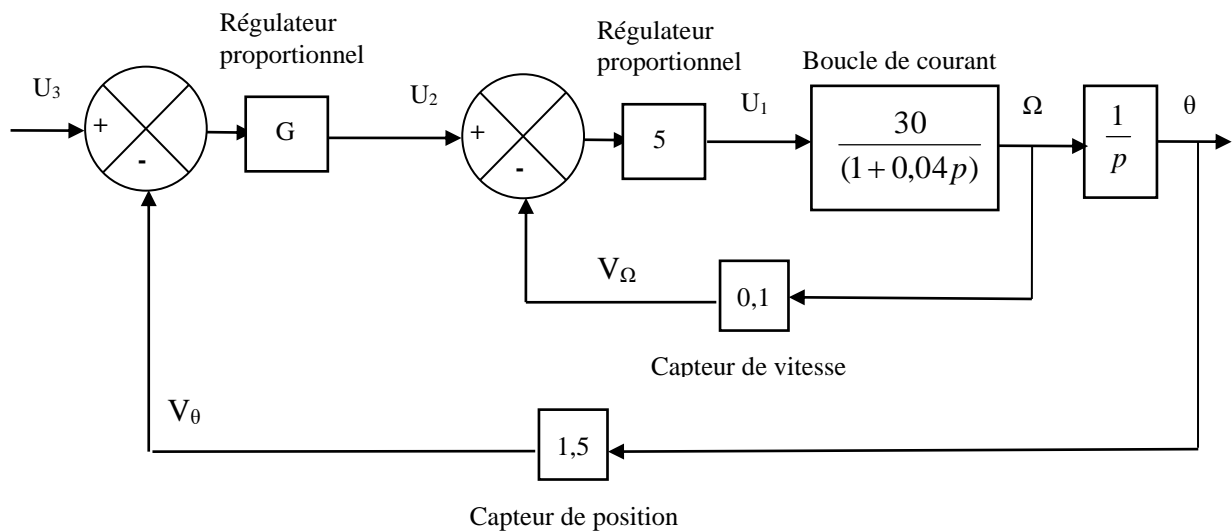 Régulateur
proportionnel
Régulateur
proportionnel
Boucle de courant
U3
+
-
G
U2
+
-
5
U1
30
(1+0,04p)
Ω
1
p
θ
VΩ
0,1
Capteur de vitesse
Vθ
1,5
Capteur de position